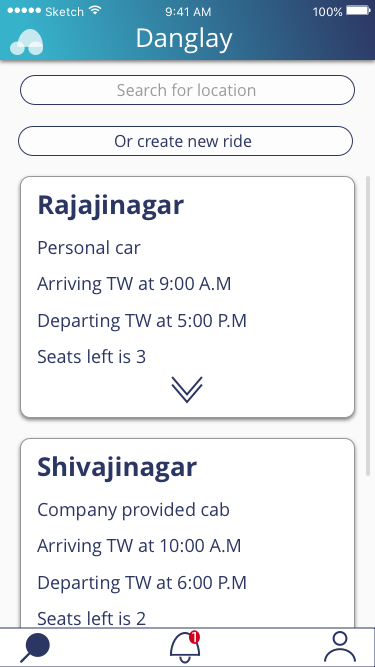 Sketch 9:41 AM 100%
Danglay
Search for location
Or create new ride
Rajajinagar
Personal car
Arriving TW at 9:00 A.M
Departing TW at 5:00 P.M
Seats left is 3
Shivajinagar
Company provided cab
Arriving TW at 10:00 A.M
Departing TW at 6:00 P.M
Seats left is 2
1